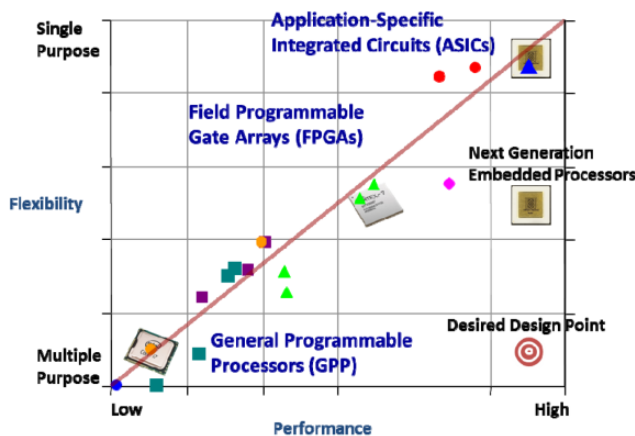 Single
Purpose
Application-Specific
Integrated Circuits (ASICs)
Field Programmable
Gate Arrays (FPGAs)
Next Generation
Embedded Processors
Flexibility
Desired Design Point
General Programmable
Processors (GPP)
Multiple
Purpose
Low
High
Performance